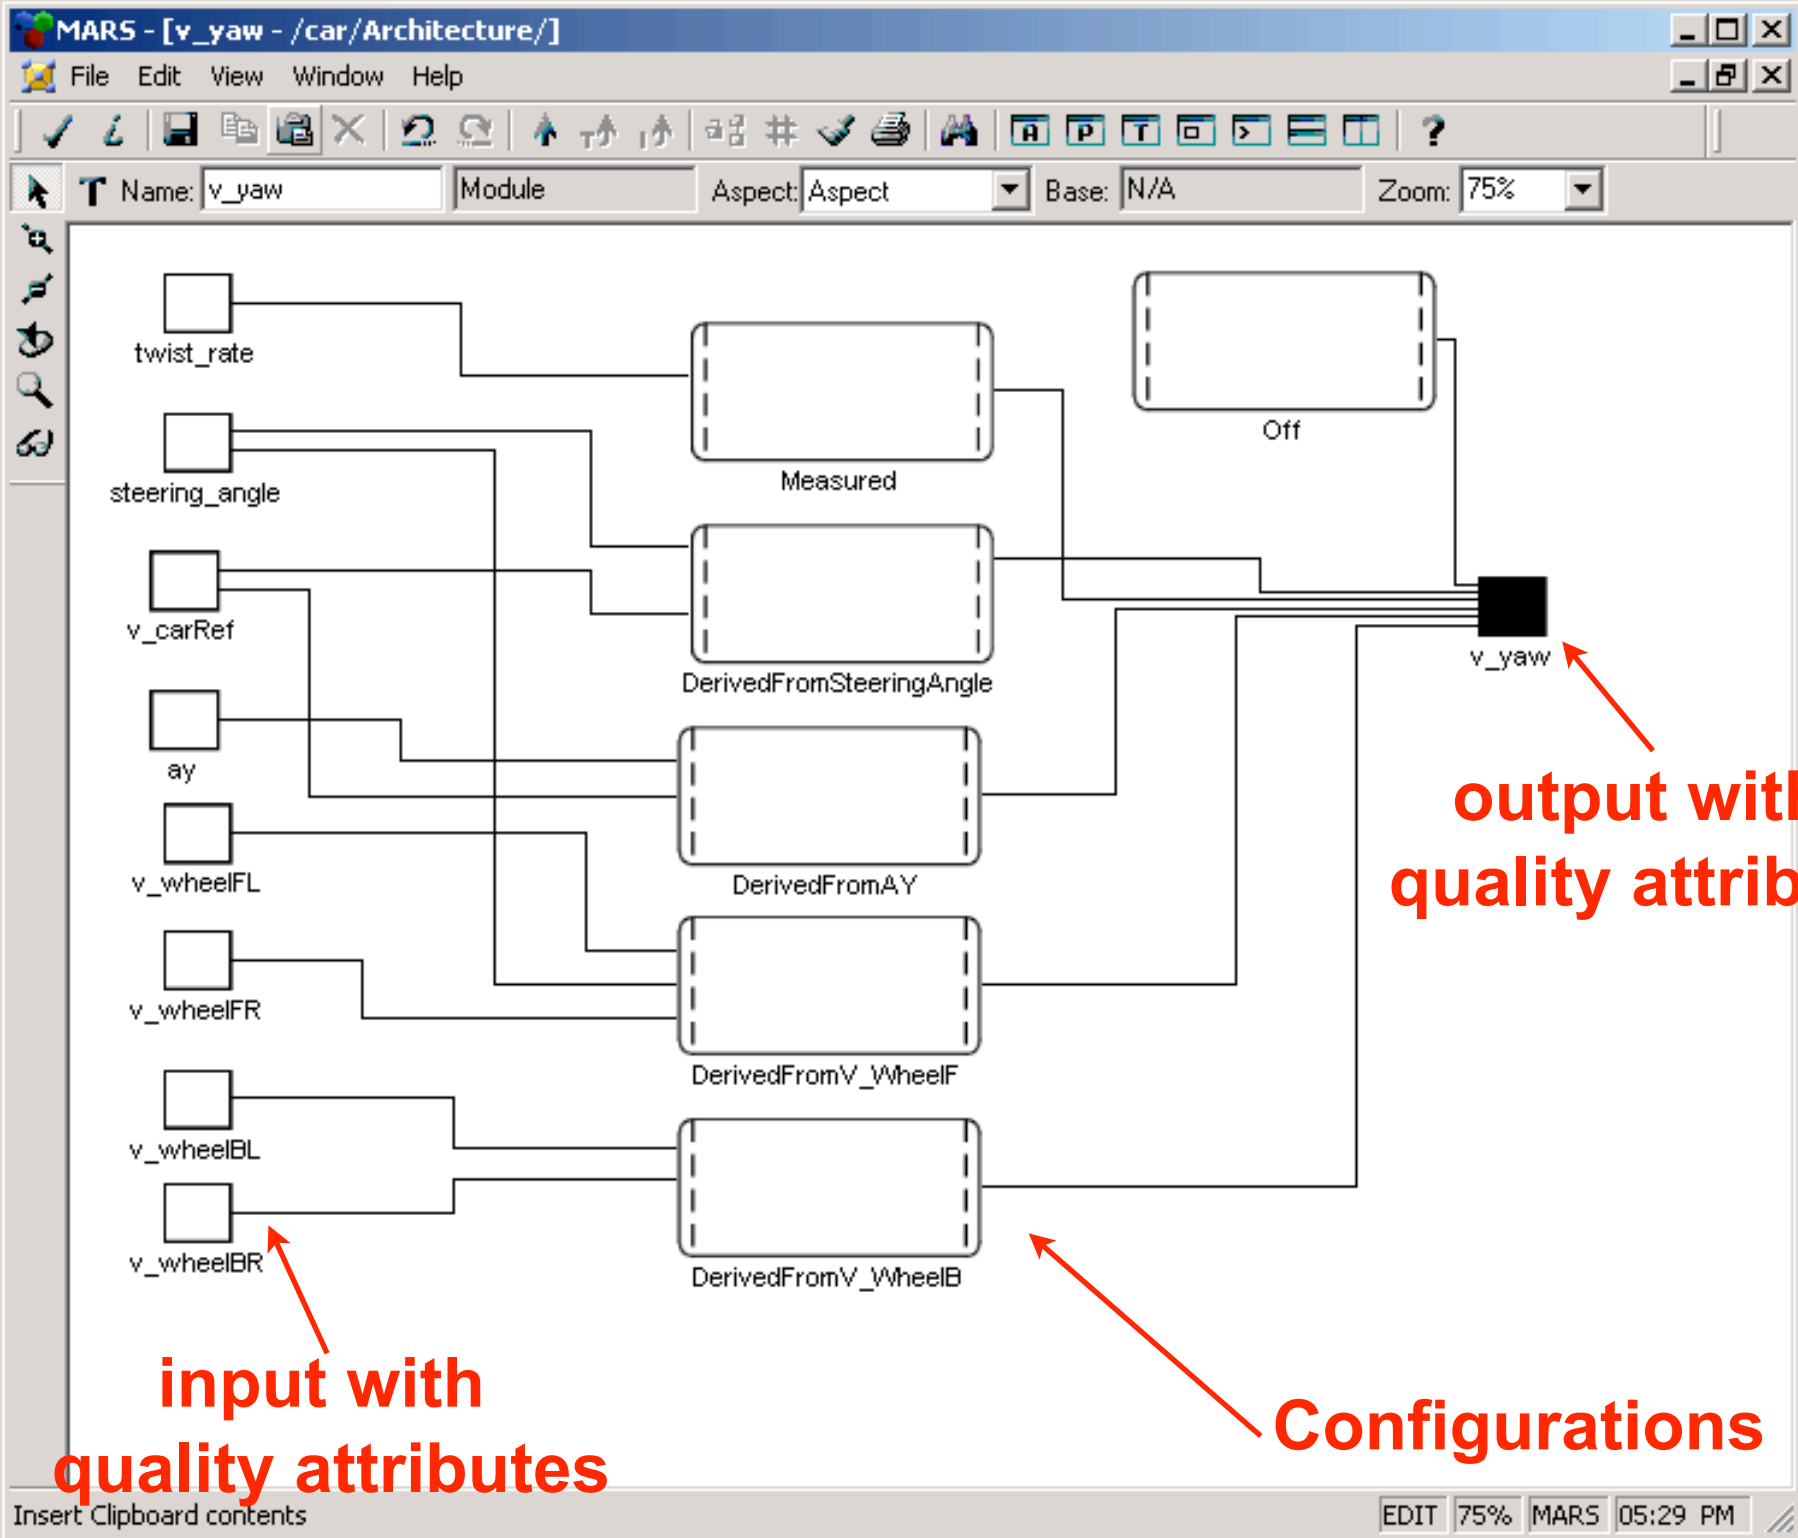 MARS - [v_yaw - /car/Architecture/]
File Edit View Window Help
A P T
Name: v_yaw Module Aspect: Aspect Base: N/A Zoom: 75%
twist_rate
Off
Measured
steering_angle
v_carRef
v_yaw
DerivedFromSteeringAngle
ay
output with
quality attrib
v_wheelFL
DerivedFromAY
v_wheelFR
DerivedFromV_WheelF
v_wheelBL
v_wheelBR
DerivedFromV_WheelB
input with
quality attributes
Configurations
Insert Clipboard contents EDIT 75% MARS 05:29 PM